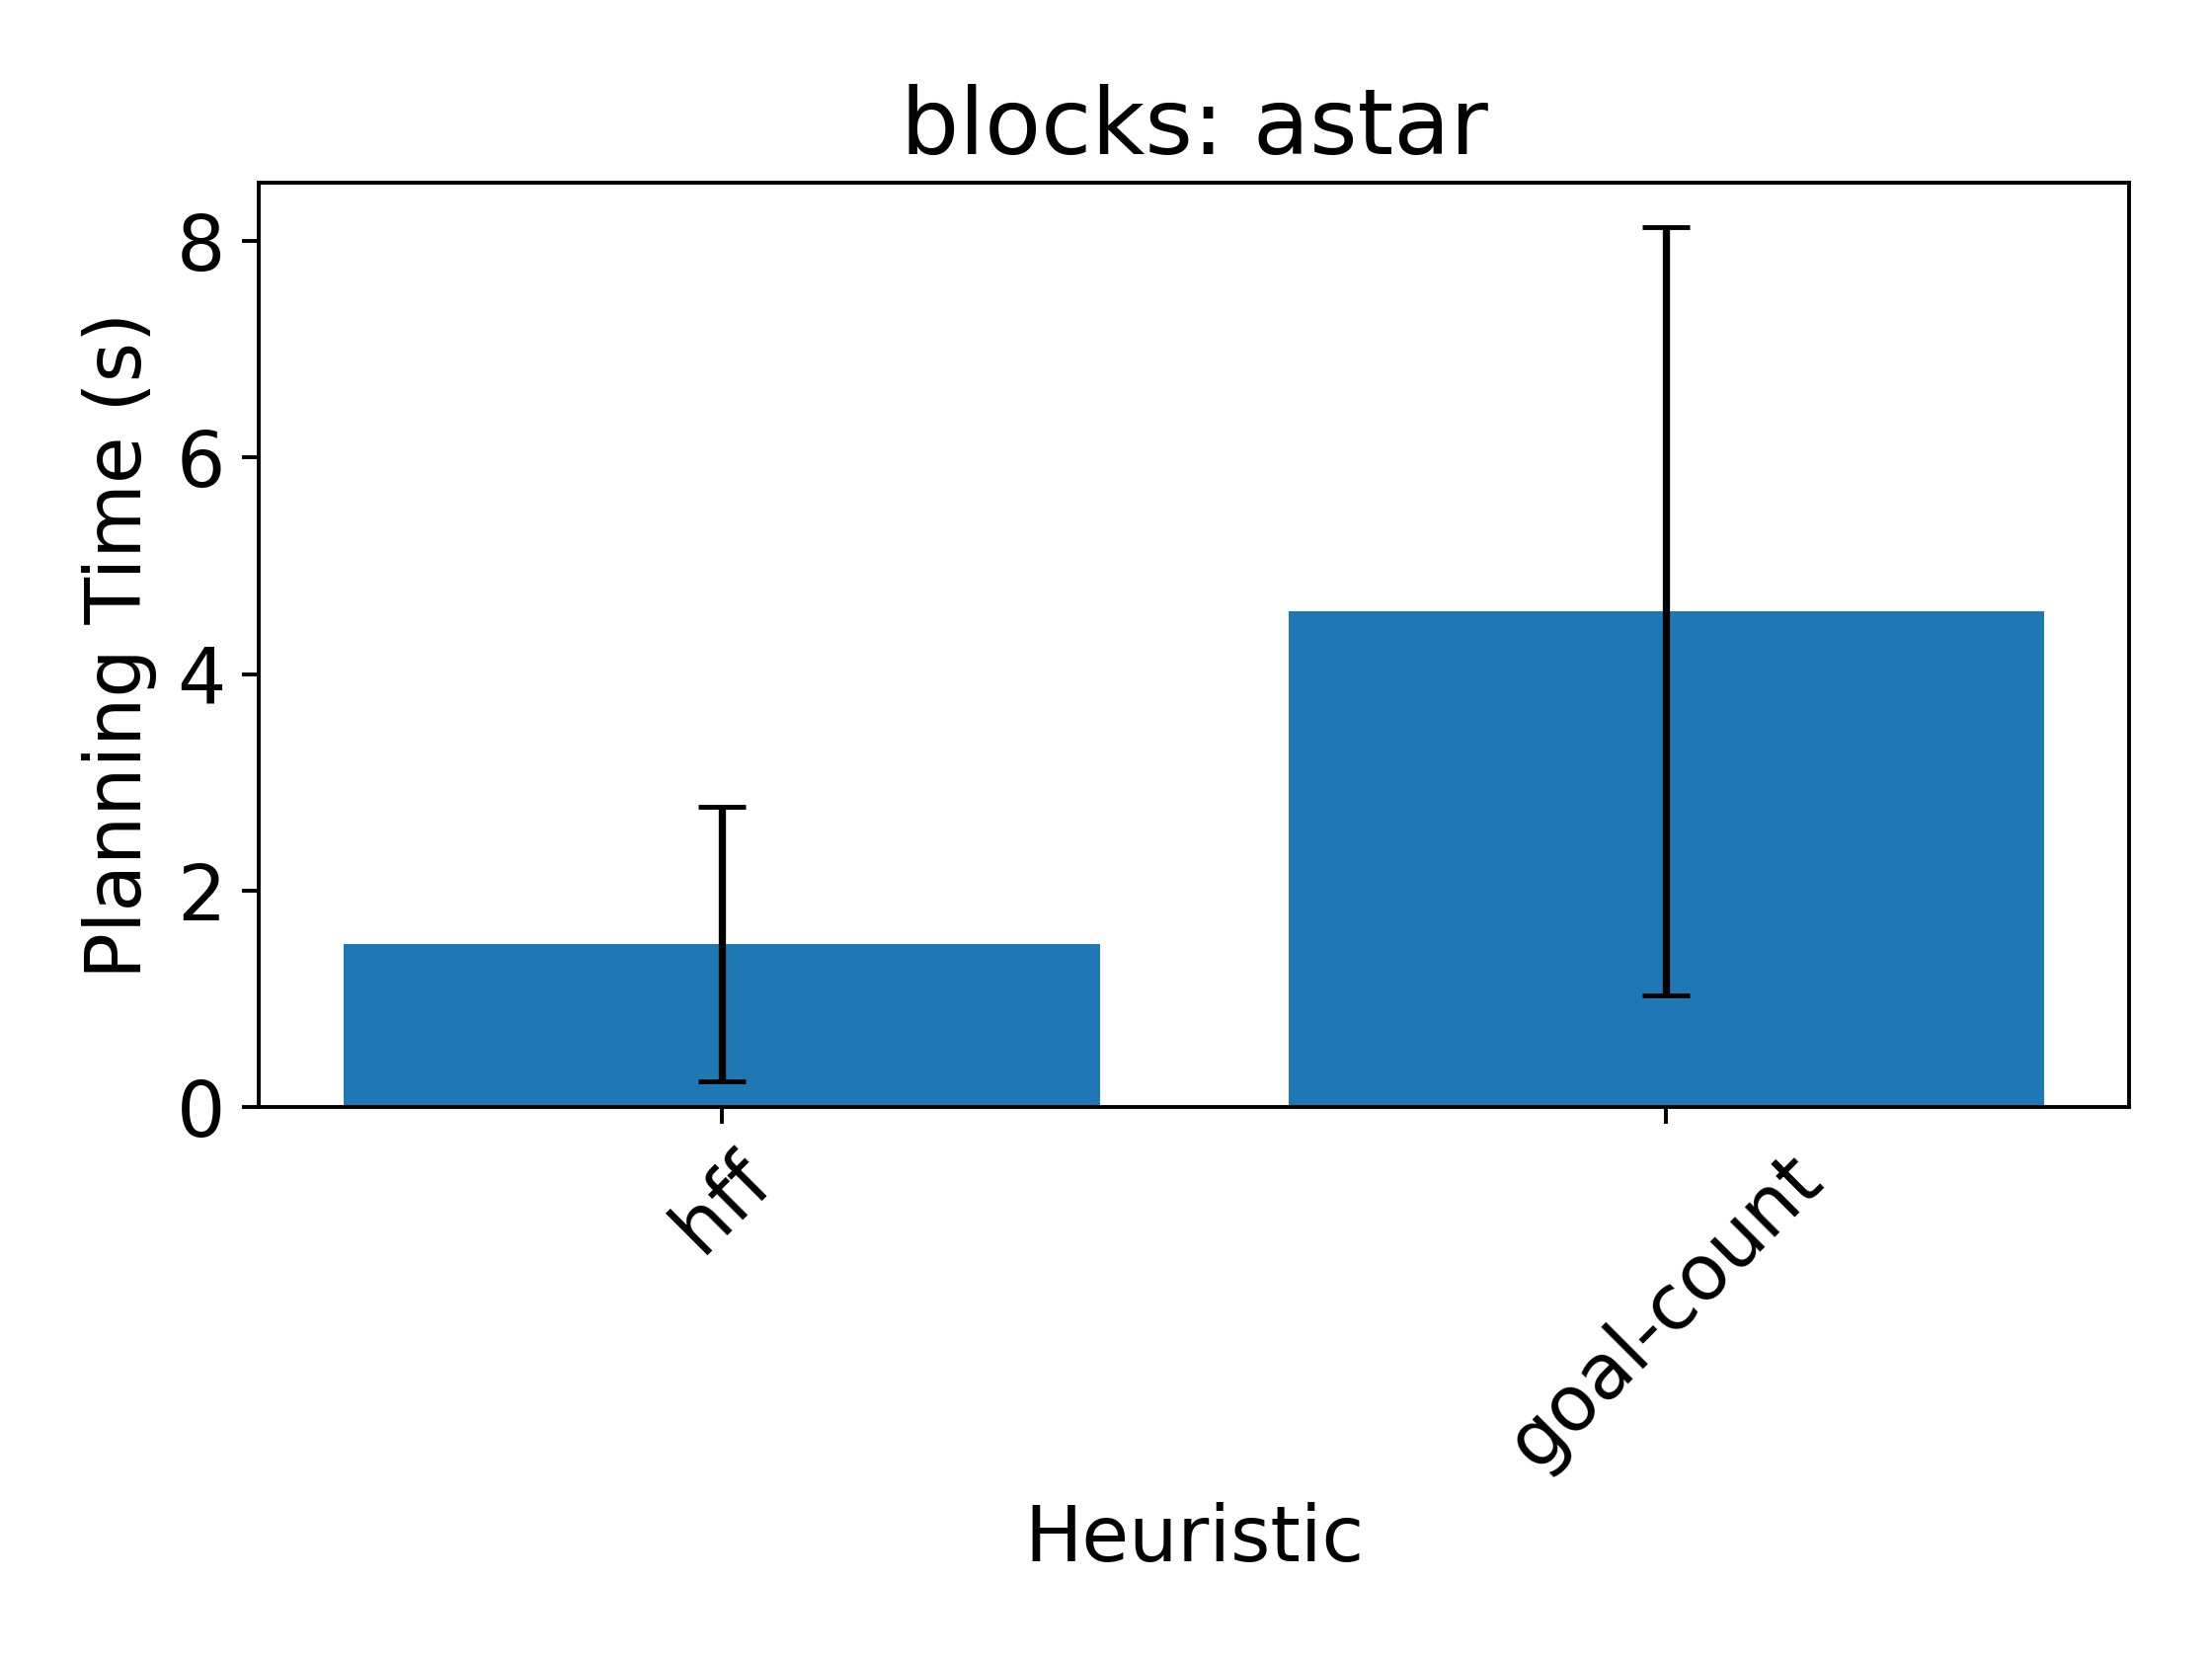 blocks: astar
Planning Time (s)
8
6
4
2
0
hff
goal-count
Heuristic